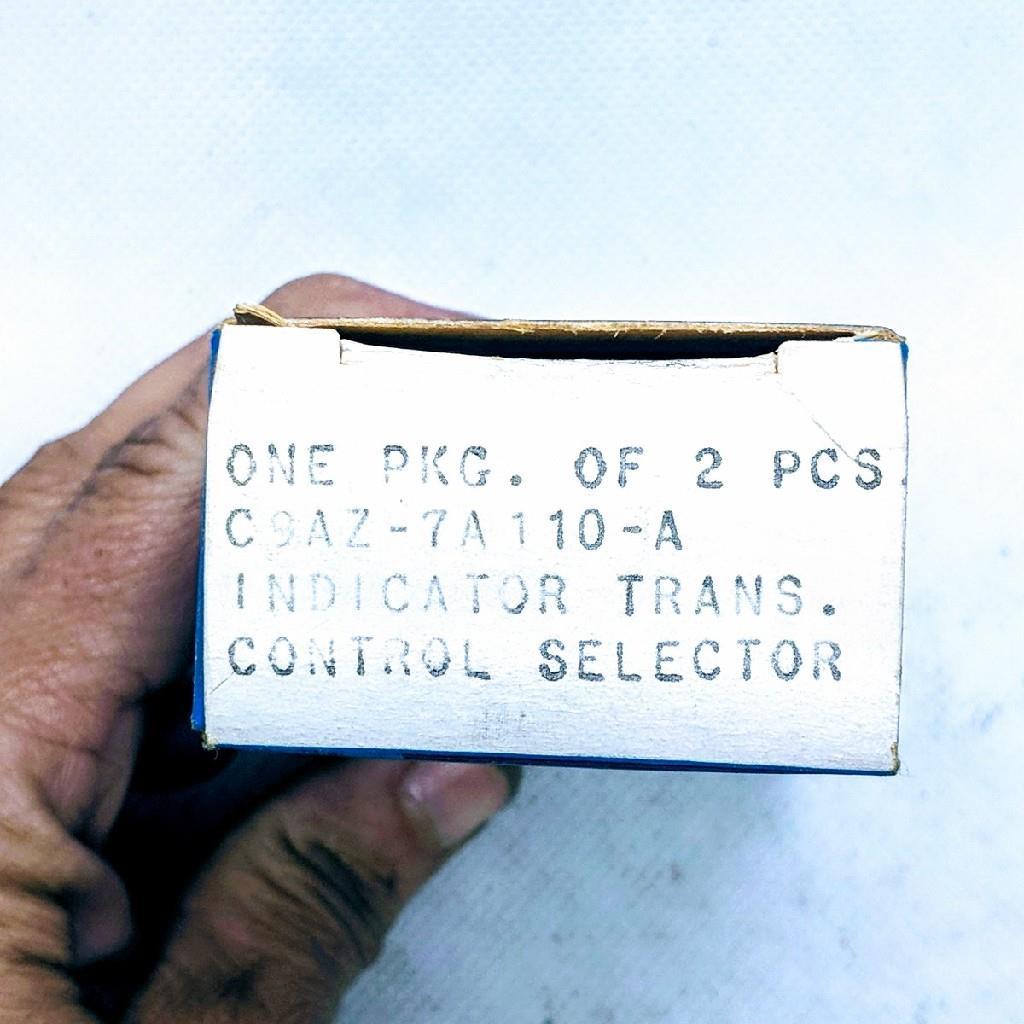 ONE PKG. OF 2 PCS
C9AZ-7A110-A
INDICATOR TRANS.
CONTROL SELECTOR